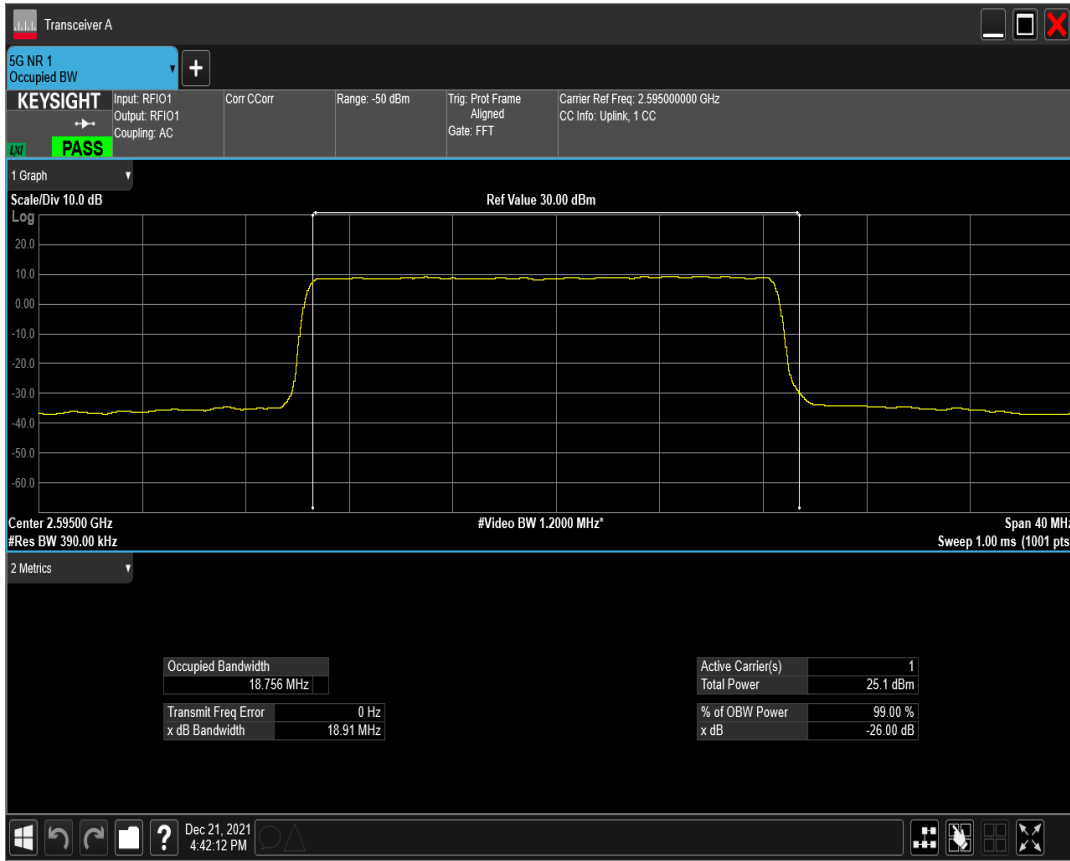 Transceiver A
5G NR 1
Occupied BW
KEYSIGHT
Input: RFIO1
Output: RFIO1
Coupling: AC
Corr CCorr
Range: -50 dBm
Trig: Prot Frame
Aligned
Gate: FFT
Carrier Ref Freq: 2.595000000 GHz
CC Info: Uplink, 1 CC
LXI
PASS
1 Graph
Scale/Div 10.0 dB
Ref Value 30.00 dBm
Log
20.0
10.0
0.00
-10.0
-20.0
-30.0
-40.0
-50.0
-60.0
Center 2.59500 GHz
#Video BW 1.2000 MHz*
Span 40 MHz
#Res BW 390.00 kHz
Sweep 1.00 ms (1001 pts
2 Metrics
Occupied Bandwidth
18.756 MHz
Transmit Freq Error 0 Hz
x dB Bandwidth 18.91 MHz
Active Carrier(s) 1
Total Power 25.1 dBm
% of OBW Power 99.00 %
x dB -26.00 dB
?
Dec 21, 2021
4:42:12 PM